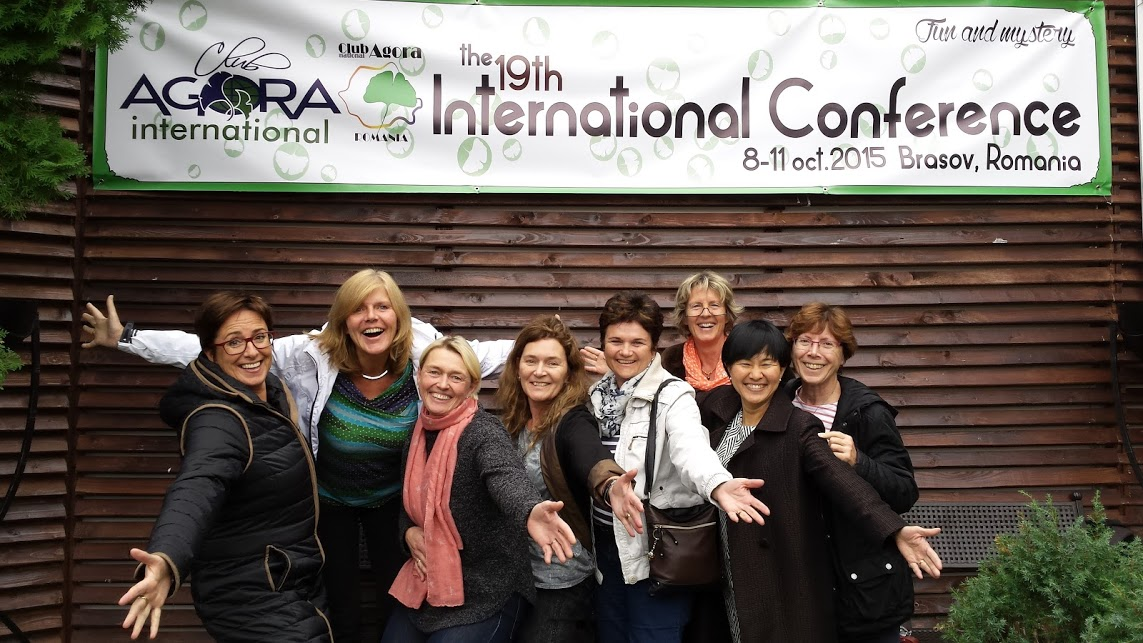 Club
AGORA
international
Club Agora
national
ROMANIA
the 19th
International Conference
8-11 oct.2015 Brasov, Romania
Fun and mystery